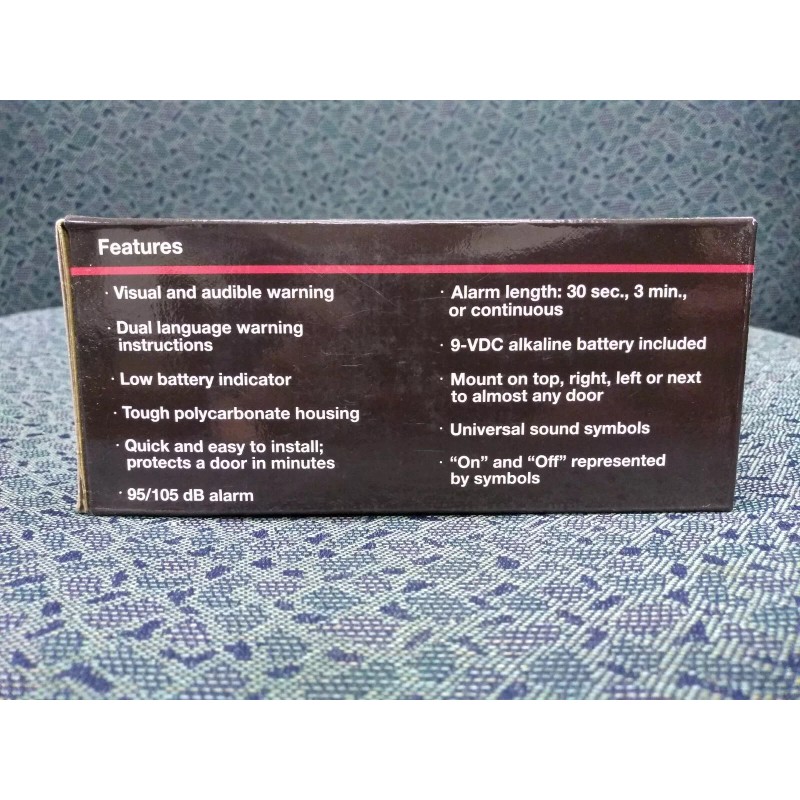 Features
· Visual and audible warning
· Dual language warning
instructions
· Low battery indicator
· Tough polycarbonate housing
· Quick and easy to install;
protects a door in minutes
· 95/105 dB alarm
· Alarm length: 30 sec., 3 min.,
or continuous
· 9-VDC alkaline battery included
· Mount on top, right, left or next
to almost any door
· Universal sound symbols
· “On” and “Off” represented
by symbols